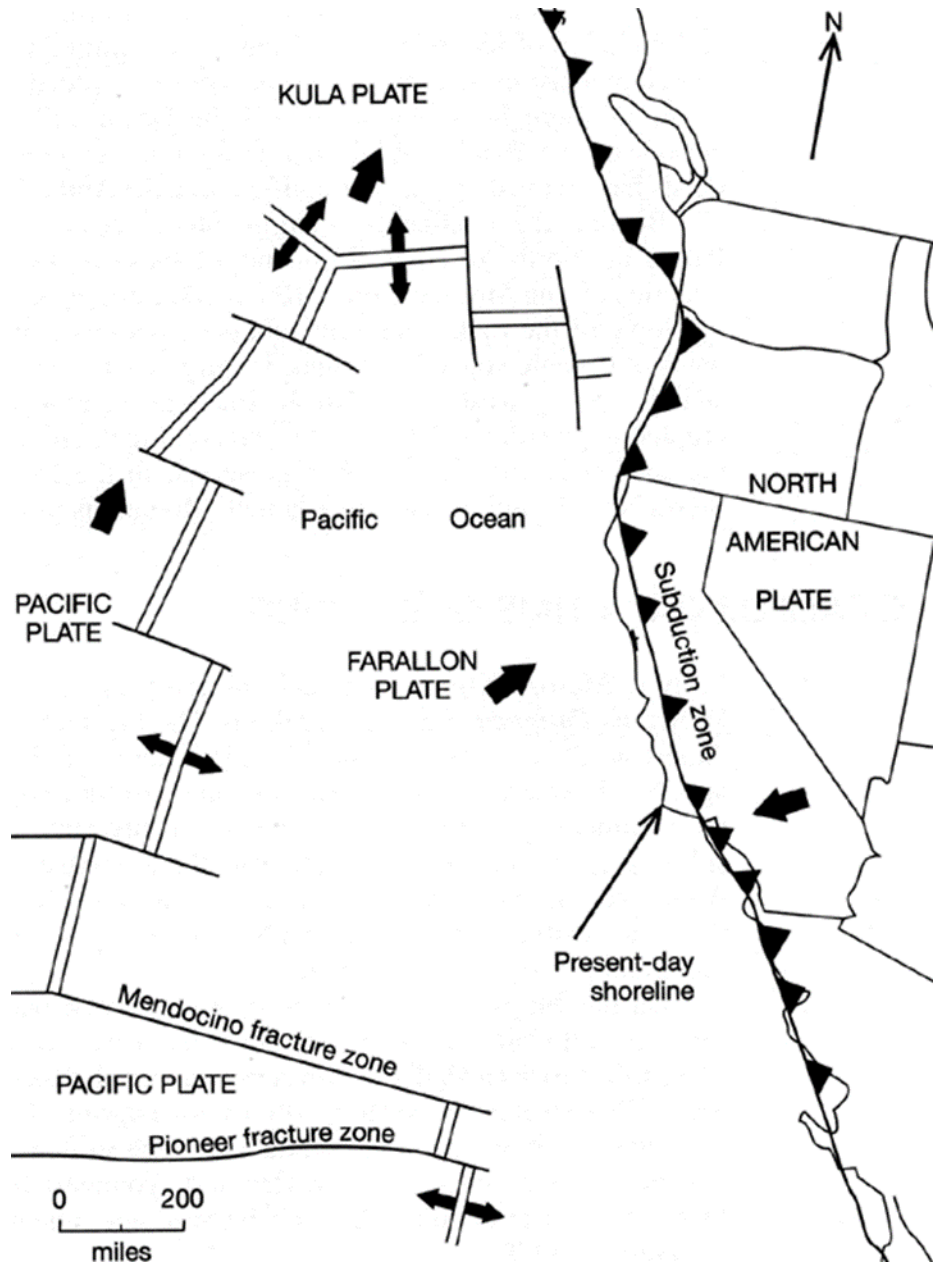 N
KULA PLATE
Pacific Ocean
NORTH
AMERICAN
PLATE
PACIFIC
PLATE
Subduction zone
FARALLON
PLATE
Present-day
shoreline
Mendocino fracture zone
PACIFIC PLATE
Pioneer fracture zone
0 200
miles